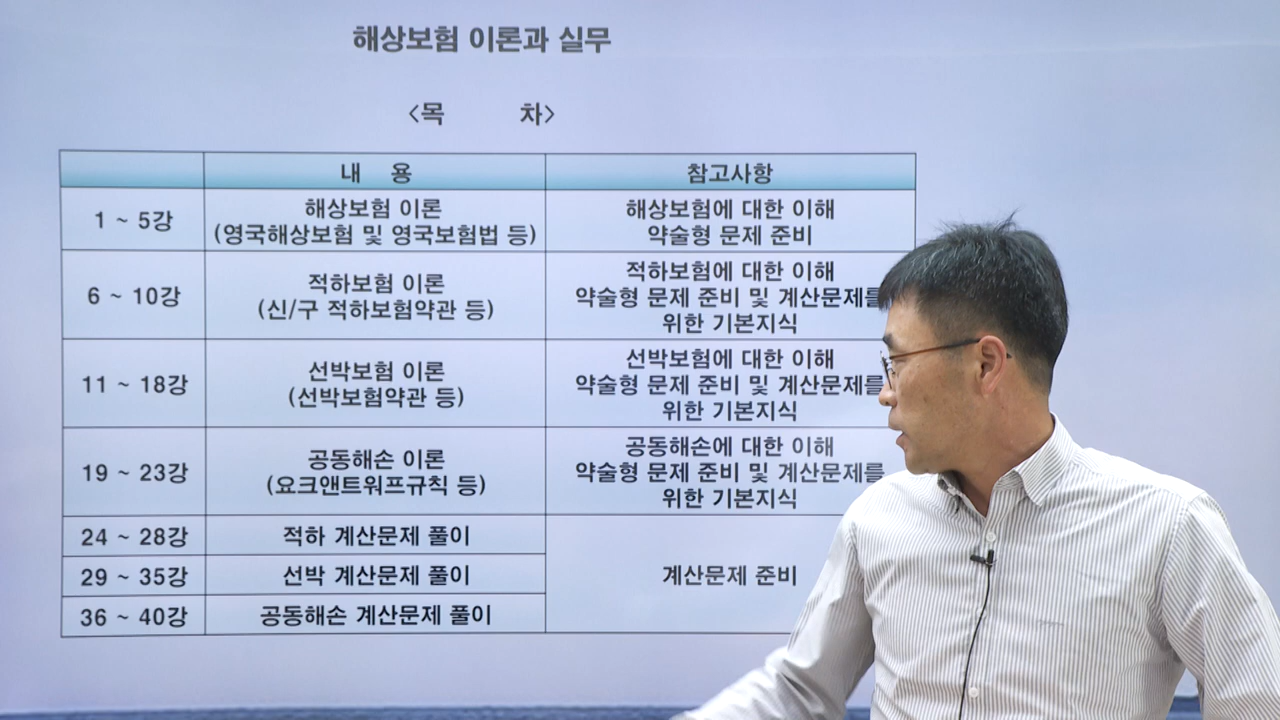 해상보험 이론과 실무
<목 차>
내 용
참고사항
1 ~ 5강
해상보험 이론
(영국해상보험 및 영국보험법 등)
해상보험에 대한 이해
약술형 문제 준비
6 ~ 10강
적하보험 이론
(신/구 적하보험약관 등)
적하보험에 대한 이해
약술형 문제 준비 및 계산문제를
위한 기본지식
11 ~ 18강
선박보험 이론
(선박보험약관 등)
선박보험에 대한 이해
약술형 문제 준비 및 계산문제를
위한 기본지식
19 ~ 23강
공동해손 이론
(요크앤트워프규칙 등)
공동해손에 대한 이해
약술형 문제 준비 및 계산문제를
위한 기본지식
24 ~ 28강
적하 계산문제 풀이
29 ~ 35강
선박 계산문제 풀이
계산문제 준비
36 ~ 40강
공동해손 계산문제 풀이